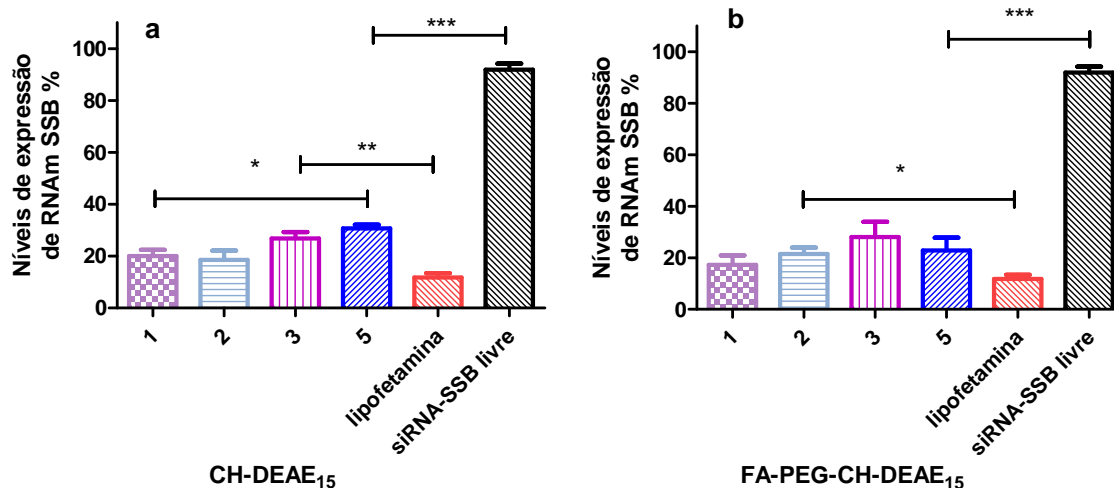 a
Níveis de expressão
de RNAm SSB %
100
80
60
40
20
0
*
**
***
1
2
3
5
lipofetamina
siRNA-SSB livre
CH-DEAE15
b
Níveis de expressão
de RNAm SSB %
100
80
60
40
20
0
*
***
1
2
3
5
lipofetamina
siRNA-SSB livre
FA-PEG-CH-DEAE15